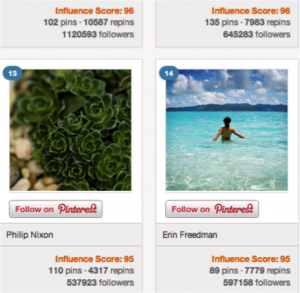 Influence Score: 96
102 pins · 10587 repins
1120593 followers
Influence Score: 96
135 pins · 7983 repins
645283 followers
13
Follow on Pinterest
Philip Nixon
Influence Score: 95
110 pins · 4317 repins
537923 followers
14
Follow on Pinterest
Erin Freedman
Influence Score: 95
89 pins · 7779 repins
597158 followers